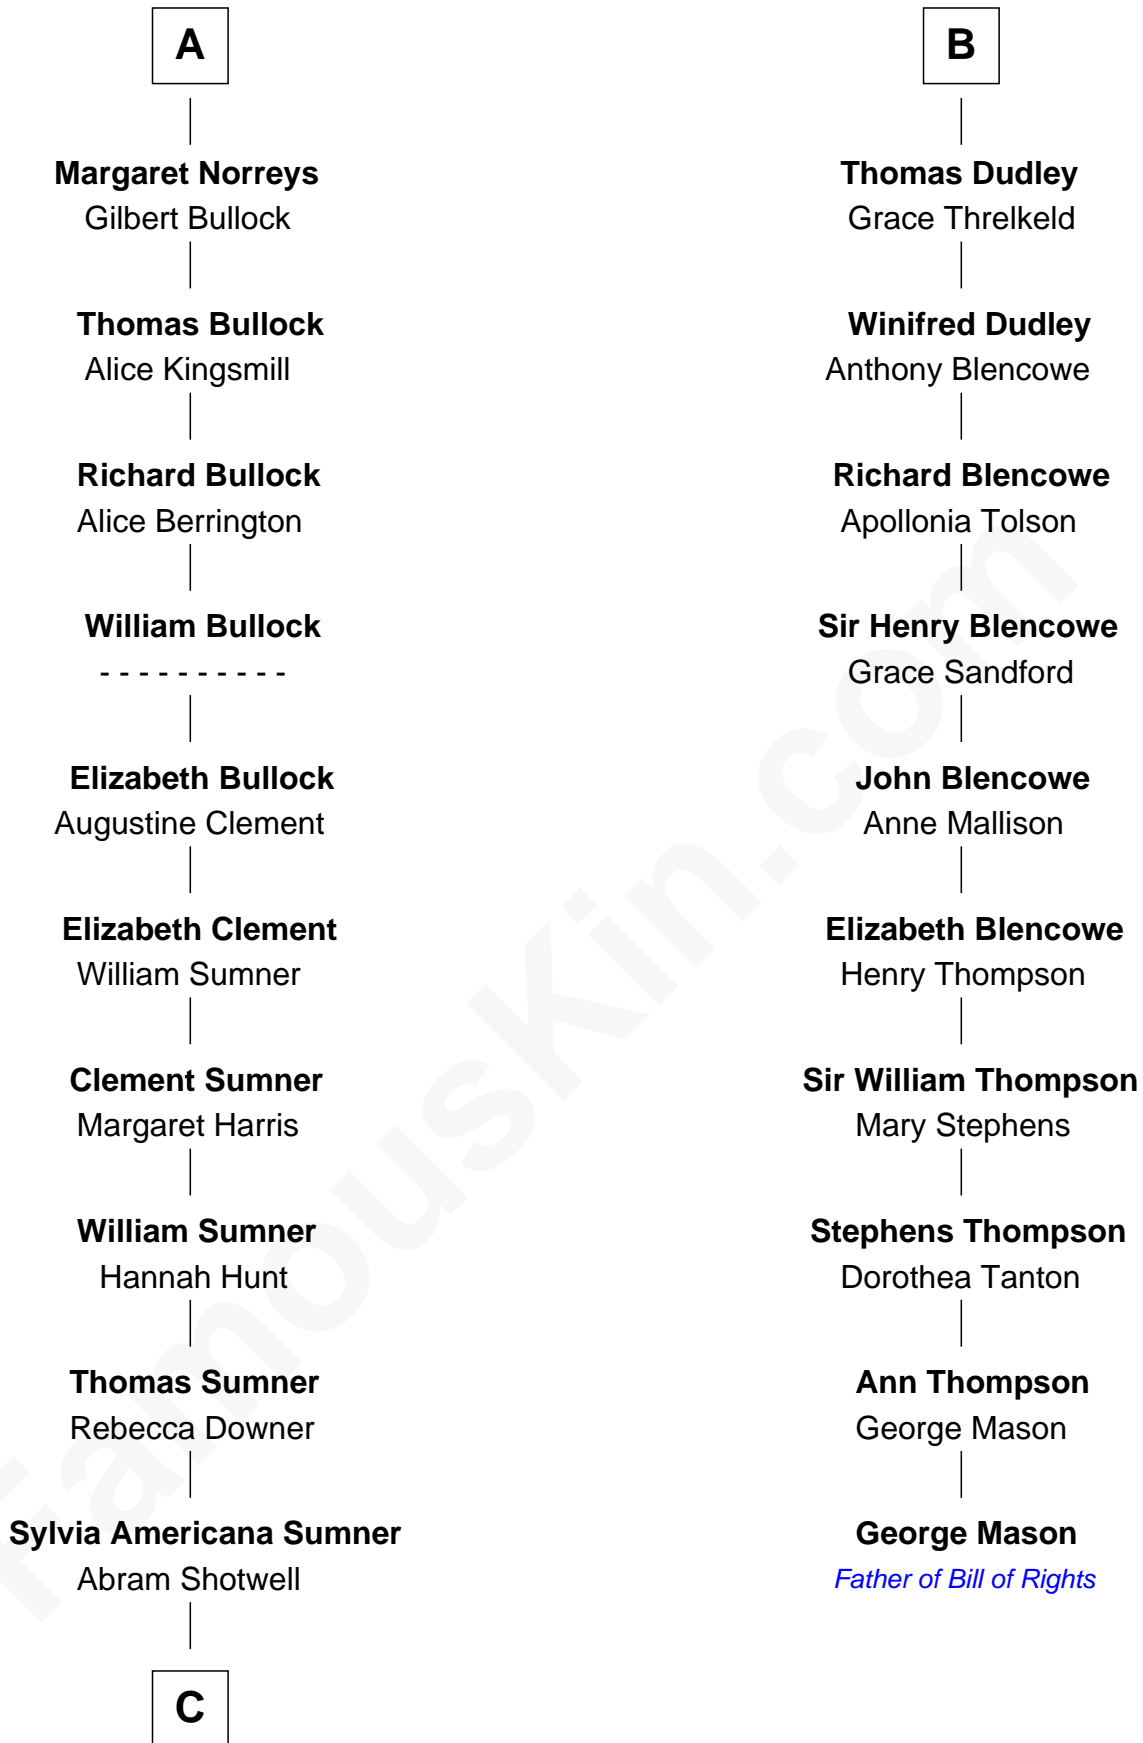 A
Margaret Norreys
Gilbert Bullock
Thomas Bullock
Alice Kingsmill
Richard Bullock
Alice Berrington
William Bullock
- - - - - - - - - -
Elizabeth Bullock
Augustine Clement
Elizabeth Clement
William Sumner
Clement Sumner
Margaret Harris
William Sumner
Hannah Hunt
Thomas Sumner
Rebecca Downer
Sylvia Americana Sumner
Abram Shotwell
C
B
Thomas Dudley
Grace Threlkeld
Winifred Dudley
Anthony Blencowe
Richard Blencowe
Apollonia Tolson
Sir Henry Blencowe
Grace Sandford
John Blencowe
Anne Mallison
Elizabeth Blencowe
Henry Thompson
Sir William Thompson
Mary Stephens
Stephens Thompson
Dorothea Tanton
Ann Thompson
George Mason
George Mason
Father of Bill of Rights
FamousKin.com